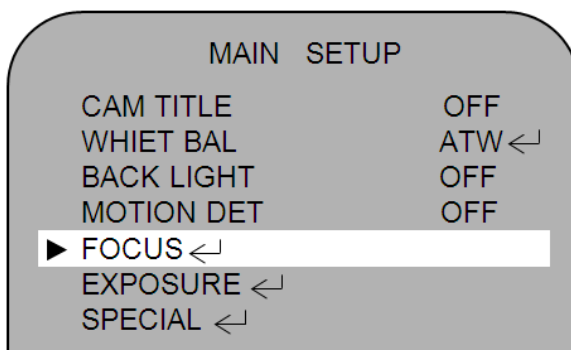 MAIN SETUP
CAM TITLE OFF
WHIET BAL ATW↵
BACK LIGHT OFF
MOTION DET OFF
► FOCUS↵
EXPOSURE ↵
SPECIAL ↵